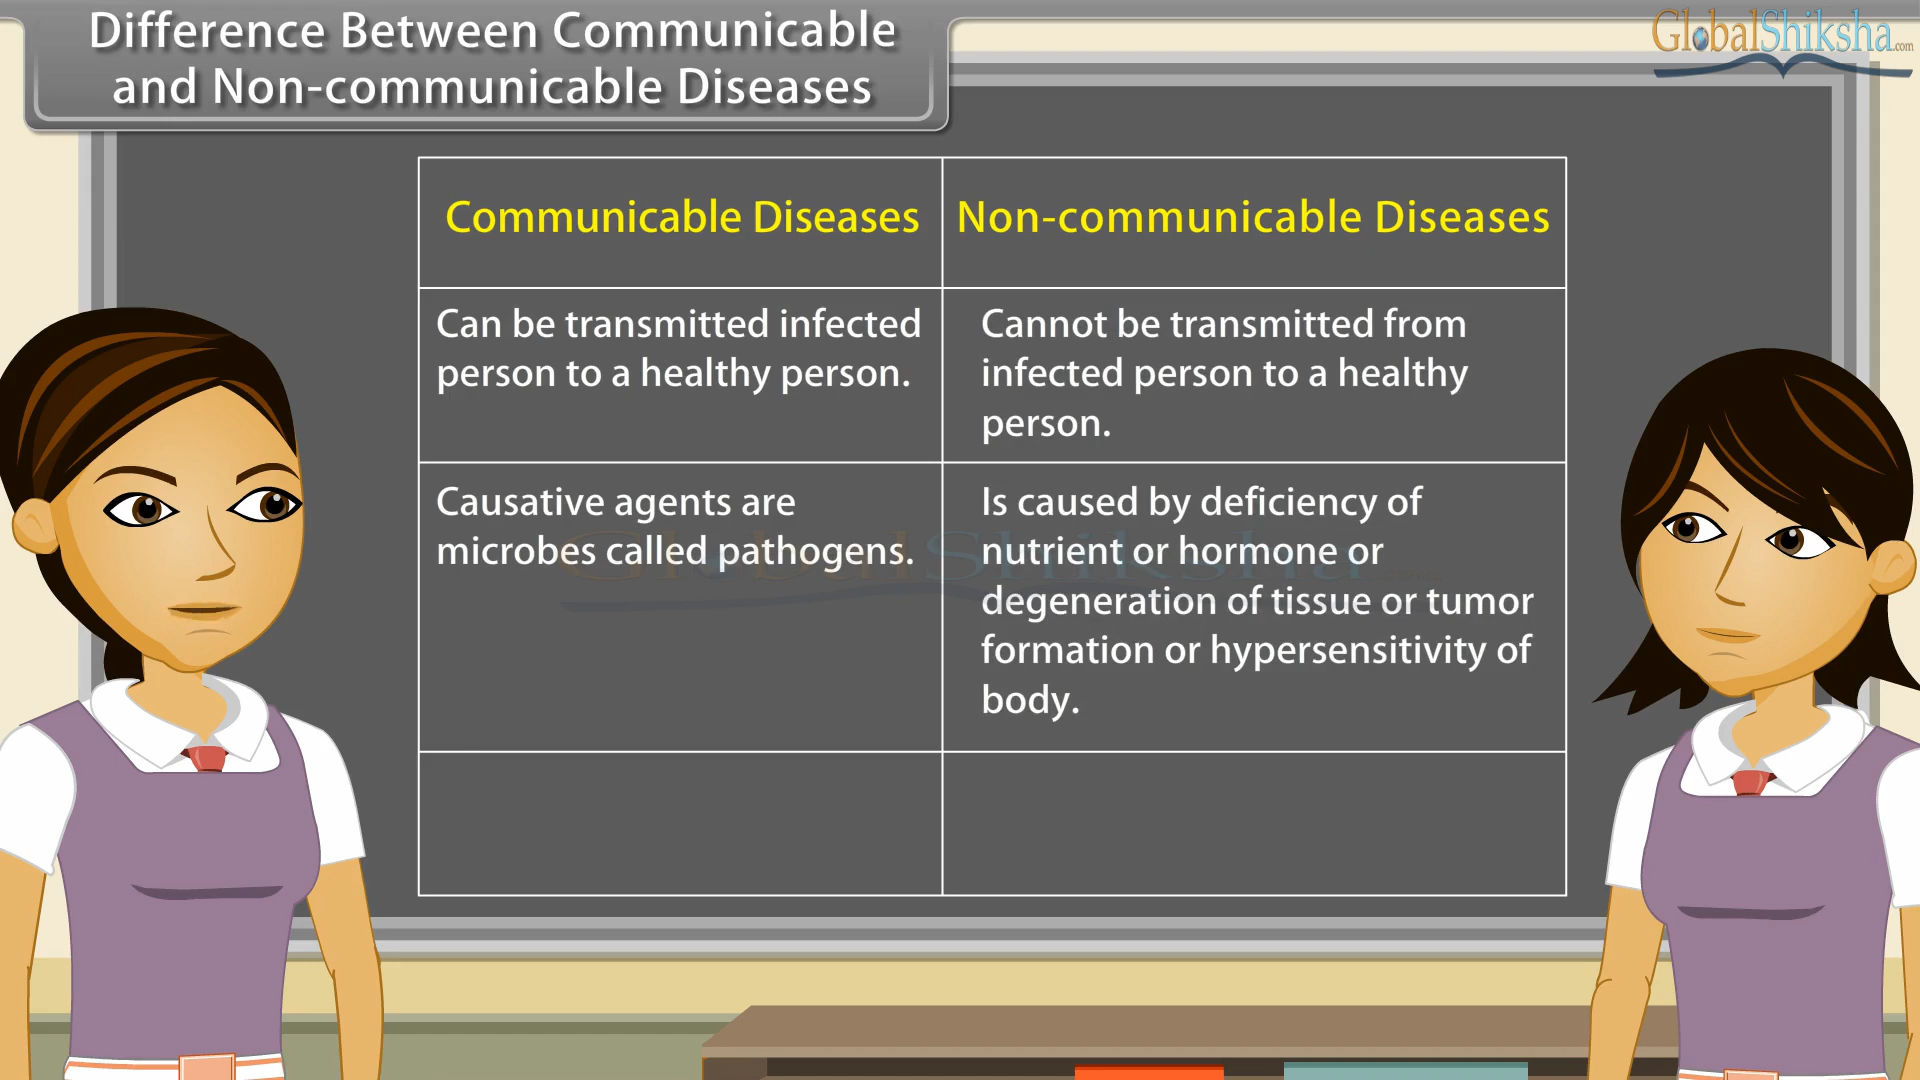 Difference Between Communicable
and Non-communicable Diseases
GlobalShiksha.com
Communicable Diseases
Non-communicable Diseases
Can be transmitted infected
person to a healthy person.
Cannot be transmitted from
infected person to a healthy
person.
Causative agents are
microbes called pathogens.
Is caused by deficiency of
nutrient or hormone or
degeneration of tissue or tumor
formation or hypersensitivity of
body.
GlobalShiksha